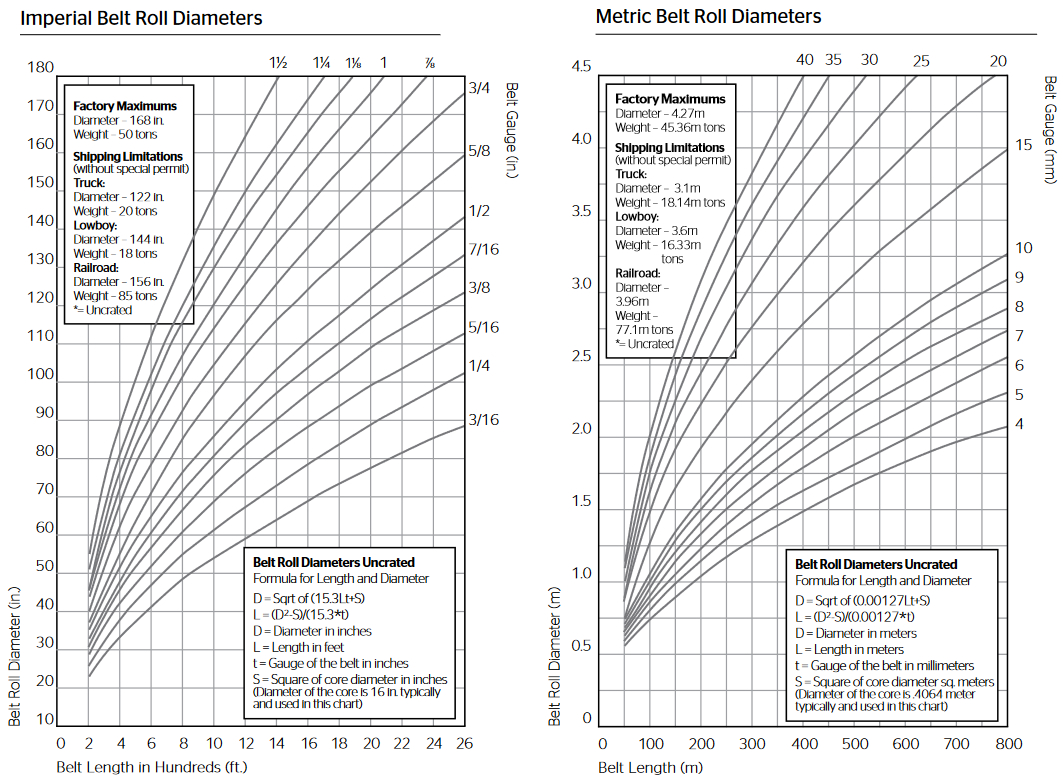 Imperial Belt Roll Diameters
1½ 1¼ 1⅛ 1 ⅞
180
170
160
150
140
130
120
110
100
90
80
70
60
50
40
30
20
10
Belt Roll Diameter (in.)
Factory Maximums
Diameter – 168 in.
Weight – 50 tons
Shipping Limitations
(without special permit)
Truck:
Diameter – 122 in.
Weight – 20 tons
Lowboy:
Diameter – 144 in.
Weight – 18 tons
Railroad:
Diameter – 156 in.
Weight – 85 tons
*= Uncrated
3/4
5/8
1/2
7/16
3/8
5/16
1/4
3/16
Belt Gauge (in.)
Belt Roll Diameters Uncrated
Formula for Length and Diameter
D = Sqrt of (15.3Lt+S)
L = (D²-S)/(15.3*t)
D = Diameter in inches
L = Length in feet
t = Gauge of the belt in inches
S = Square of core diameter in inches
(Diameter of the core is 16 in. typically
and used in this chart)
0 2 4 6 8 10 12 14 16 18 20 22 24 26
Belt Length in Hundreds (ft.)
Metric Belt Roll Diameters
40 35 30 25 20
4.5
4.0
3.5
3.0
2.5
2.0
1.5
1.0
0.5
0
Belt Roll Diameter (m)
Factory Maximums
Diameter – 4.27m
Weight – 45.36m tons
Shipping Limitations
(without special permit)
Truck:
Diameter – 3.1m
Weight – 18.14m tons
Lowboy:
Diameter – 3.6m
Weight – 16.33m
tons
Railroad:
Diameter –
3.96m
Weight –
77.1m tons
*= Uncrated
15
10
9
8
7
6
5
4
Belt Gauge (mm)
Belt Roll Diameters Uncrated
Formula for Length and Diameter
D = Sqrt of (0.00127Lt+S)
L = (D²-S)/(0.00127*t)
D = Diameter in meters
L = Length in meters
t = Gauge of the belt in millimeters
S = Square of core diameter sq. meters
(Diameter of the core is .4064 meter
typically and used in this chart)
0 100 200 300 400 500 600 700 800
Belt Length (m)